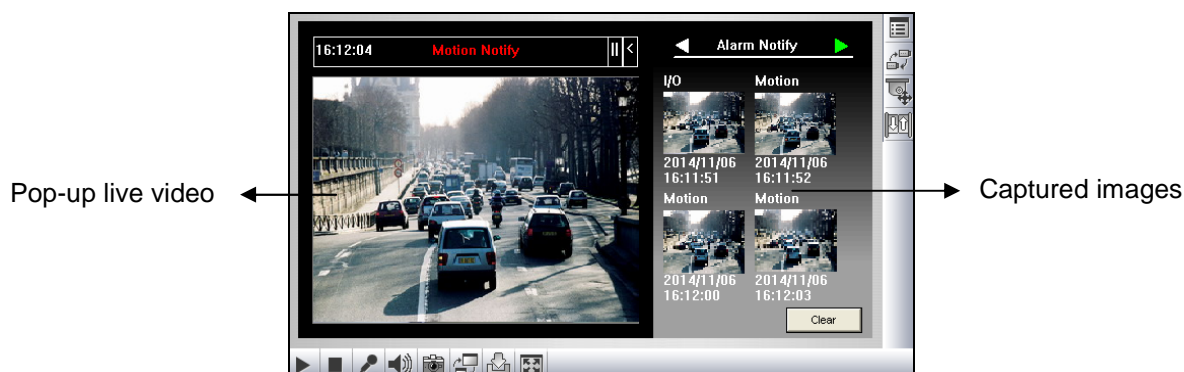 16:12:04 Motion Notify
Alarm Notify
I/O Motion
2014/11/06 2014/11/06
16:11:51 16:11:52
Pop-up live video
Captured images
Motion Motion
2014/11/06 2014/11/06
16:12:00 16:12:03
Clear